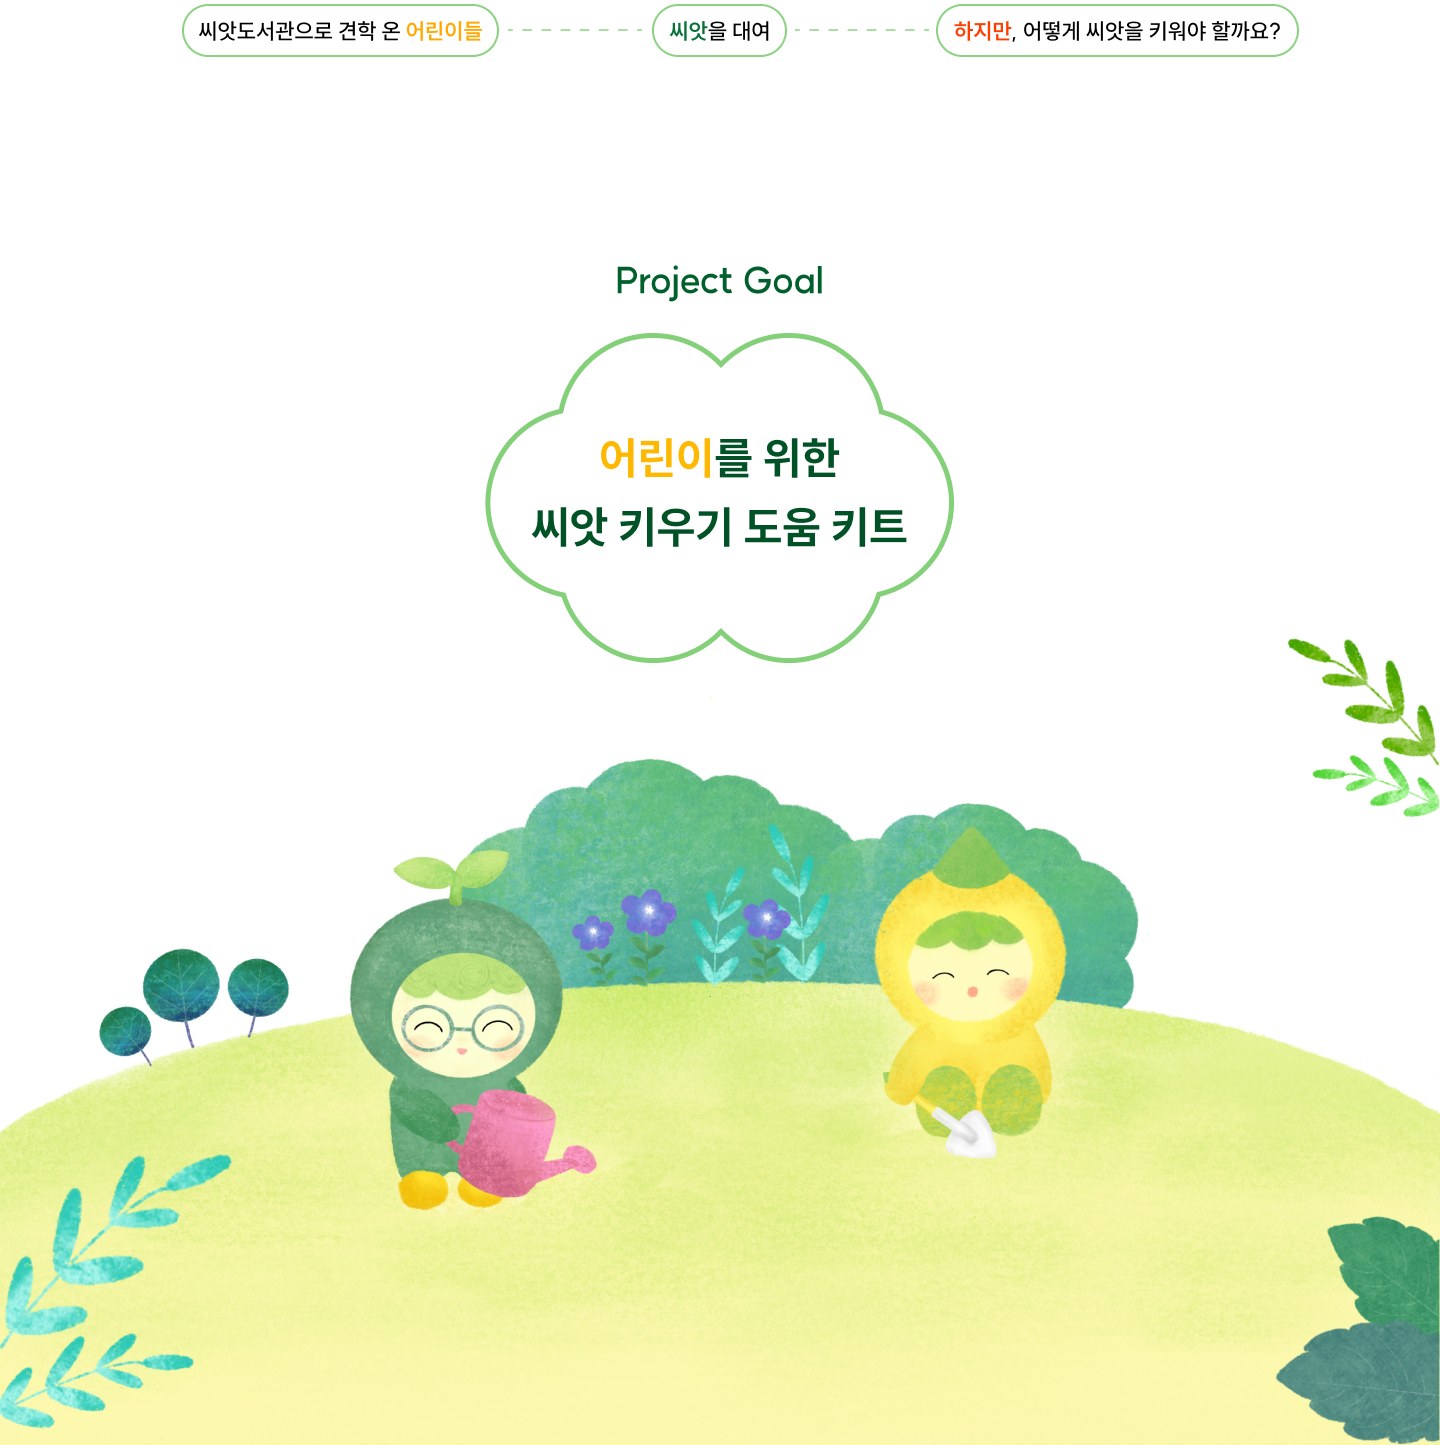 씨앗도서관으로 견학 온 어린이들
씨앗을 대여
하지만, 어떻게 씨앗을 키워야 할까요?
Project Goal
어린이를 위한
씨앗 키우기 도움 키트